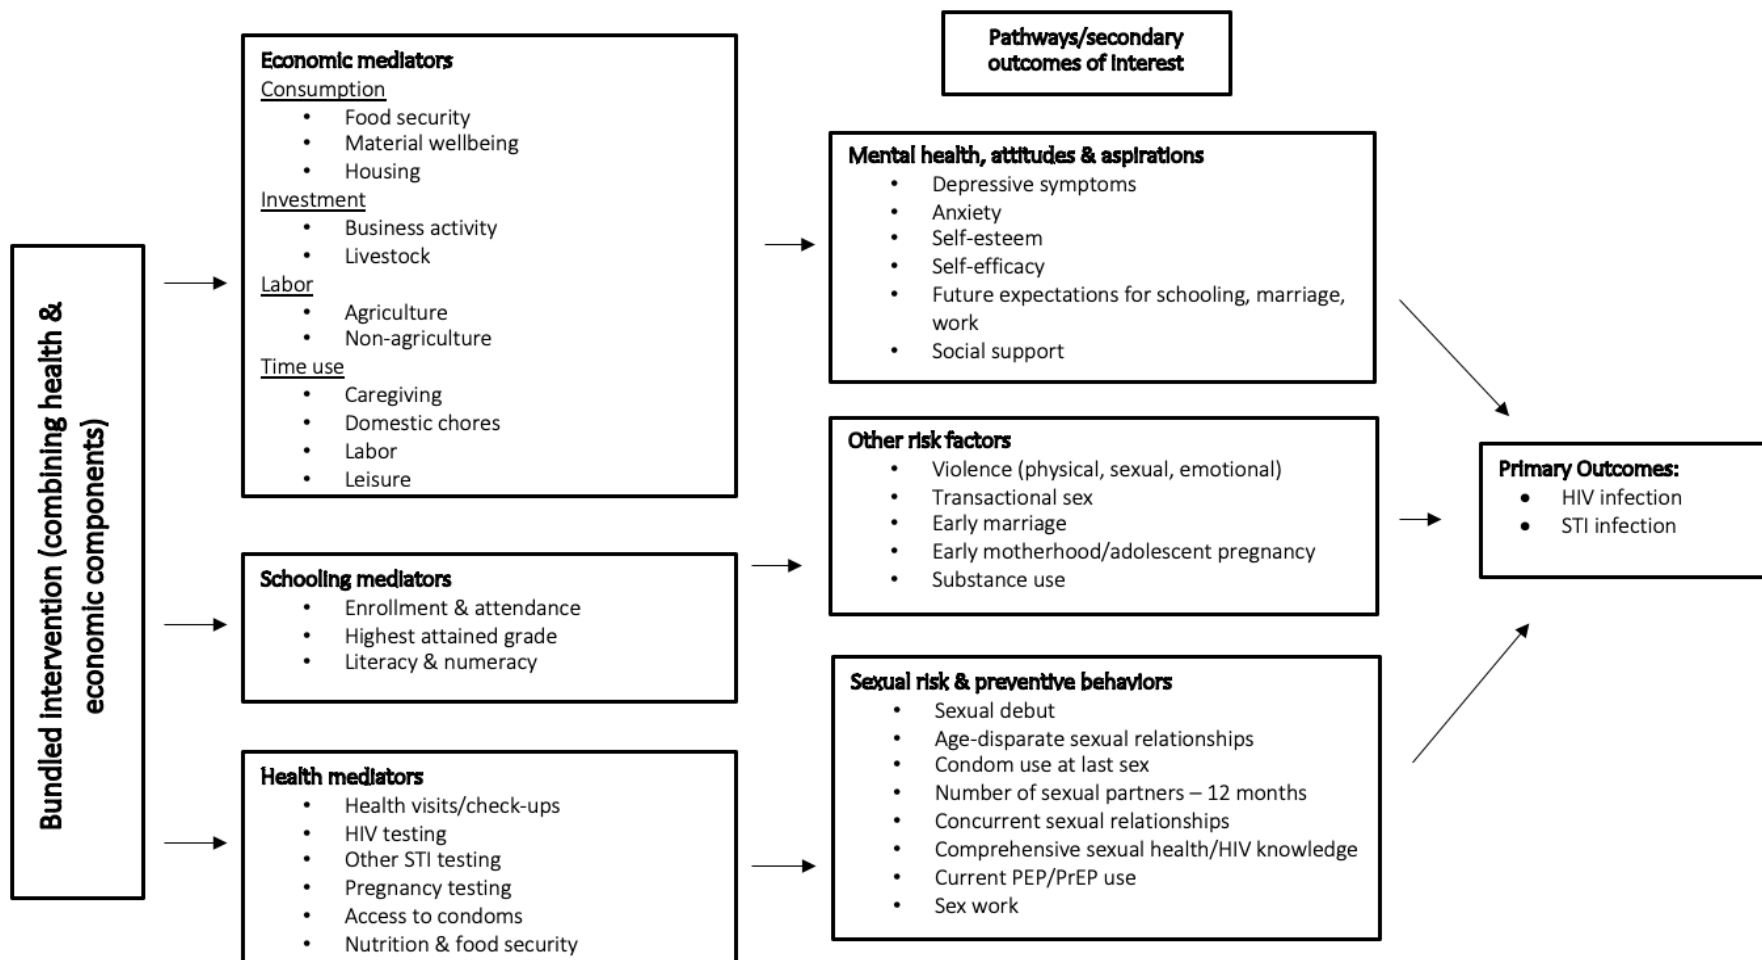 Bundled intervention (combining health &
economic components)
Economic mediators
Consumption
• Food security
• Material wellbeing
• Housing
Investment
• Business activity
• Livestock
Labor
• Agriculture
• Non-agriculture
Time use
• Caregiving
• Domestic chores
• Labor
• Leisure
Schooling mediators
• Enrollment & attendance
• Highest attained grade
• Literacy & numeracy
Health mediators
• Health visits/check-ups
• HIV testing
• Other STI testing
• Pregnancy testing
• Access to condoms
• Nutrition & food security
Pathways/secondary
outcomes of interest
Mental health, attitudes & aspirations
• Depressive symptoms
• Anxiety
• Self-esteem
• Self-efficacy
• Future expectations for schooling, marriage,
work
• Social support
Other risk factors
• Violence (physical, sexual, emotional)
• Transactional sex
• Early marriage
• Early motherhood/adolescent pregnancy
• Substance use
Sexual risk & preventive behaviors
• Sexual debut
• Age-disparate sexual relationships
• Condom use at last sex
• Number of sexual partners – 12 months
• Concurrent sexual relationships
• Comprehensive sexual health/HIV knowledge
• Current PEP/PrEP use
• Sex work
Primary Outcomes:
• HIV infection
• STI infection